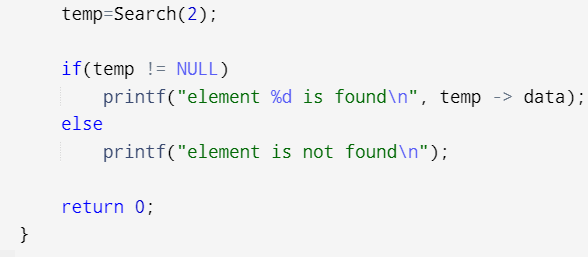 temp=Search(2);
if(temp != NULL)
printf("element %d is found\n", temp -> data);
else
printf("element is not found\n");
return 0;
}